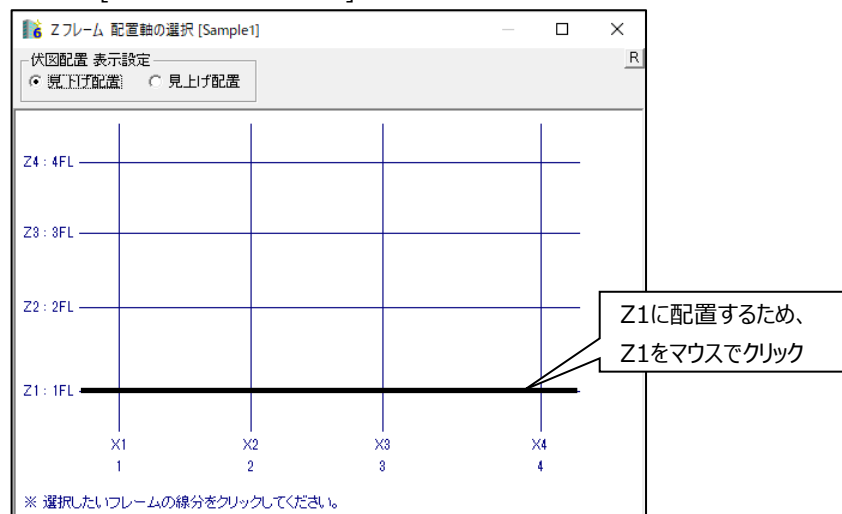 Zフレーム 配置軸の選択 [Sample1]
伏図配置 表示設定
見下げ配置 見上げ配置
R
Z4 : 4FL
Z3 : 3FL
Z2 : 2FL
Z1に配置するため、
Z1をマウスでクリック
Z1 : 1FL
X1 X2 X3 X4
1 2 3 4
※ 選択したいフレームの線分をクリックしてください。